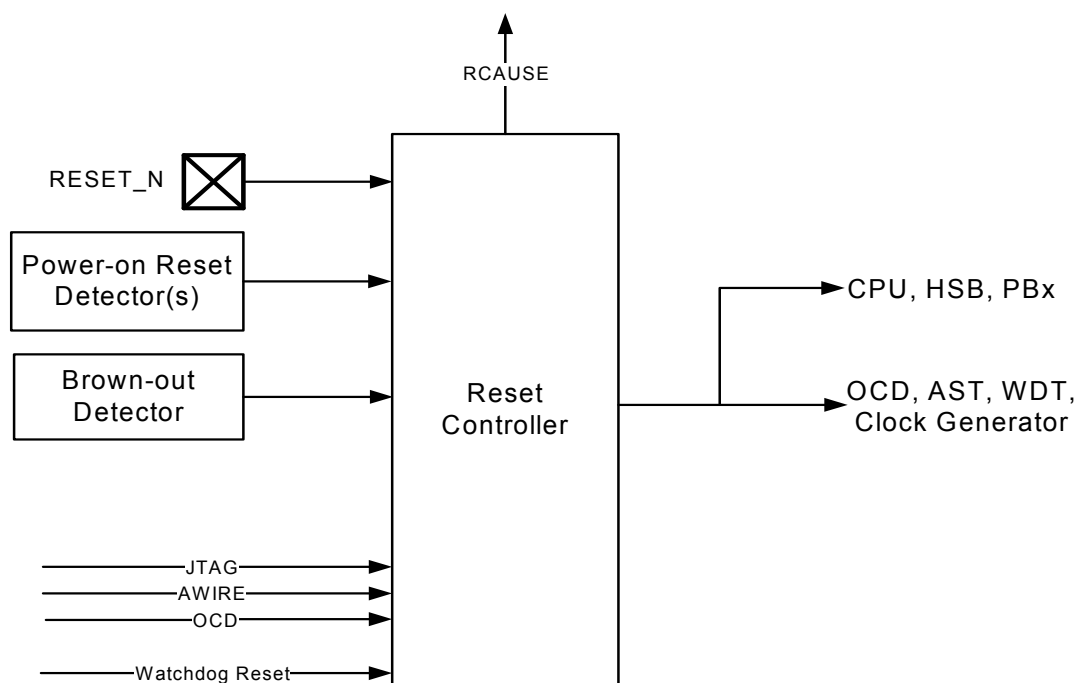 RCAUSE
RESET_N
Power-on Reset
Detector(s)
Brown-out
Detector
Reset
Controller
CPU, HSB, PBx
OCD, AST, WDT,
Clock Generator
JTAG
AWIRE
OCD
Watchdog Reset